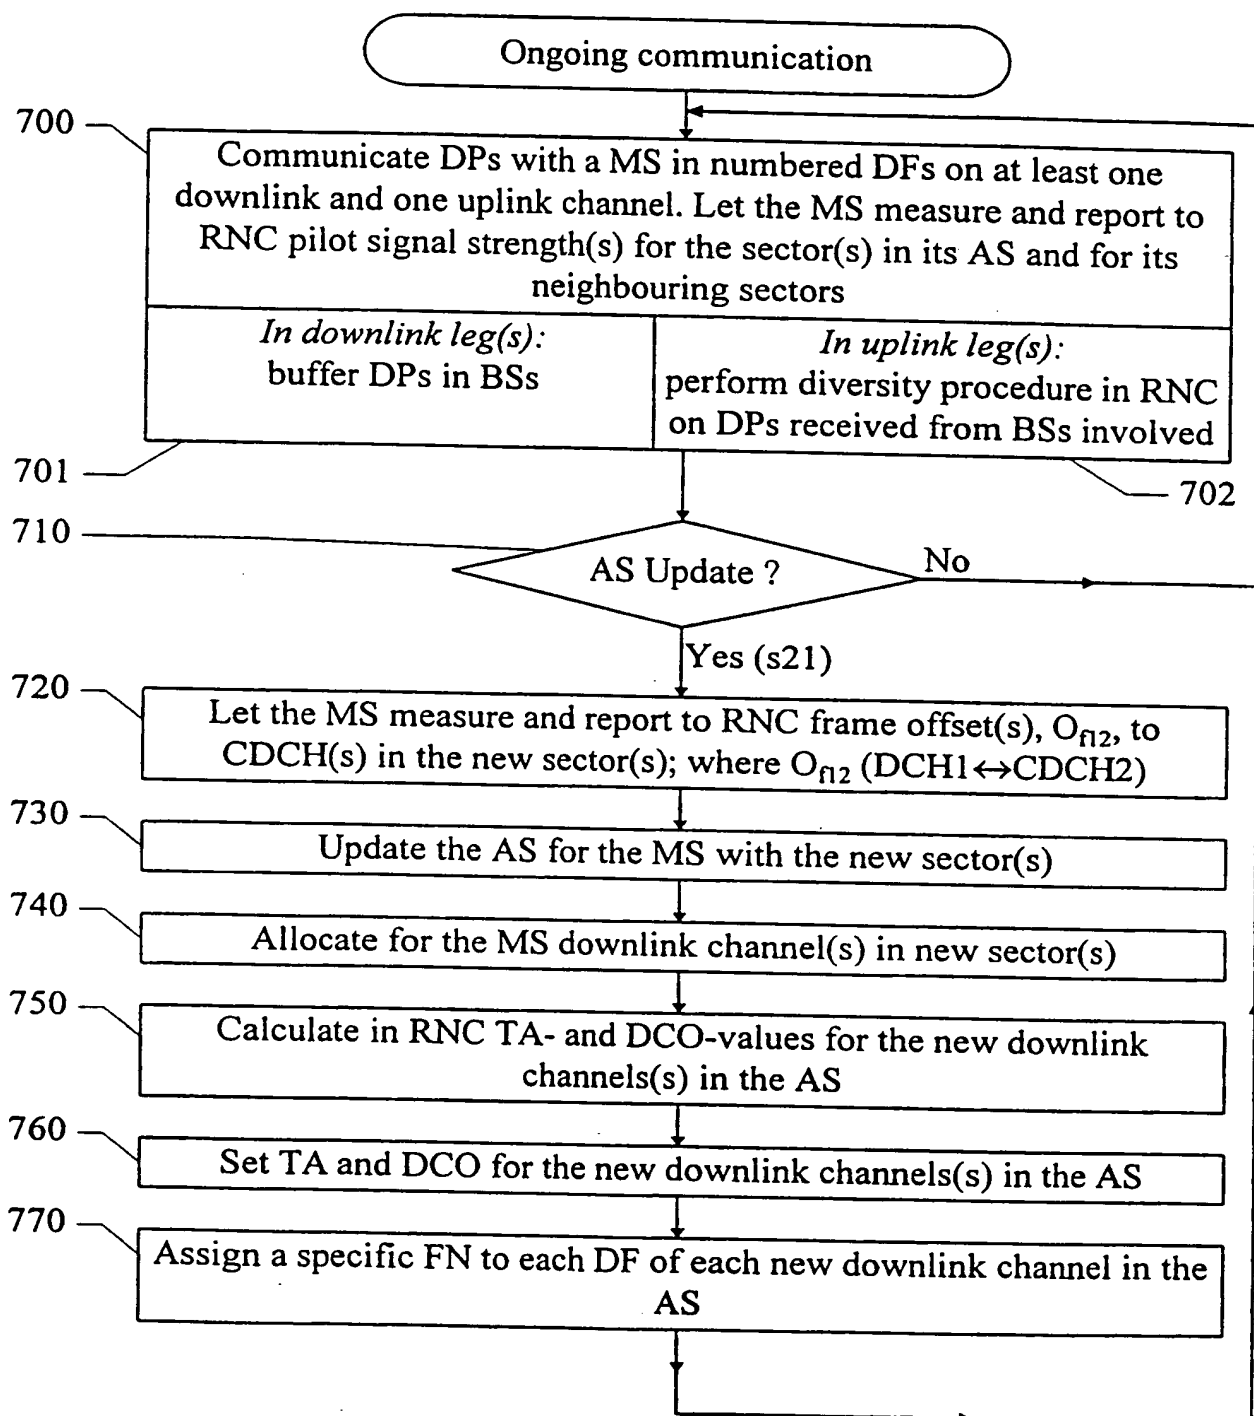 Ongoing communication
700
Communicate DPs with a MS in numbered DFs on at least one
downlink and one uplink channel. Let the MS measure and report to
RNC pilot signal strength(s) for the sector(s) in its AS and for its
neighbouring sectors
In downlink leg(s):
buffer DPs in BSs
In uplink leg(s):
perform diversity procedure in RNC
on DPs received from BSs involved
701
702
710
AS Update ?
No
Yes (s21)
720
Let the MS measure and report to RNC frame offset(s), Of12, to
CDCH(s) in the new sector(s); where Of12 (DCH1↔CDCH2)
730
Update the AS for the MS with the new sector(s)
740
Allocate for the MS downlink channel(s) in new sector(s)
750
Calculate in RNC TA- and DCO-values for the new downlink
channels(s) in the AS
760
Set TA and DCO for the new downlink channels(s) in the AS
770
Assign a specific FN to each DF of each new downlink channel in the
AS